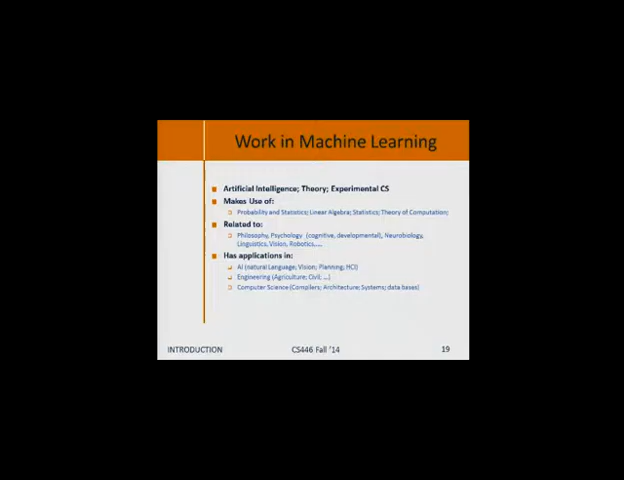 Work in Machine Learning
Artificial Intelligence; Theory; Experimental CS
Makes Use of:
Probability and Statistics; Linear Algebra; Statistics; Theory of Computation;
Related to:
Philosophy, Psychology (cognitive, developmental), Neurobiology,
Linguistics, Vision, Robotics,....
Has applications in:
AI (natural Language; Vision; Planning; HCI)
Engineering (Agriculture; Civil; ...)
Computer Science (Compilers; Architecture; Systems; data bases)
INTRODUCTION CS446 Fall '14 19